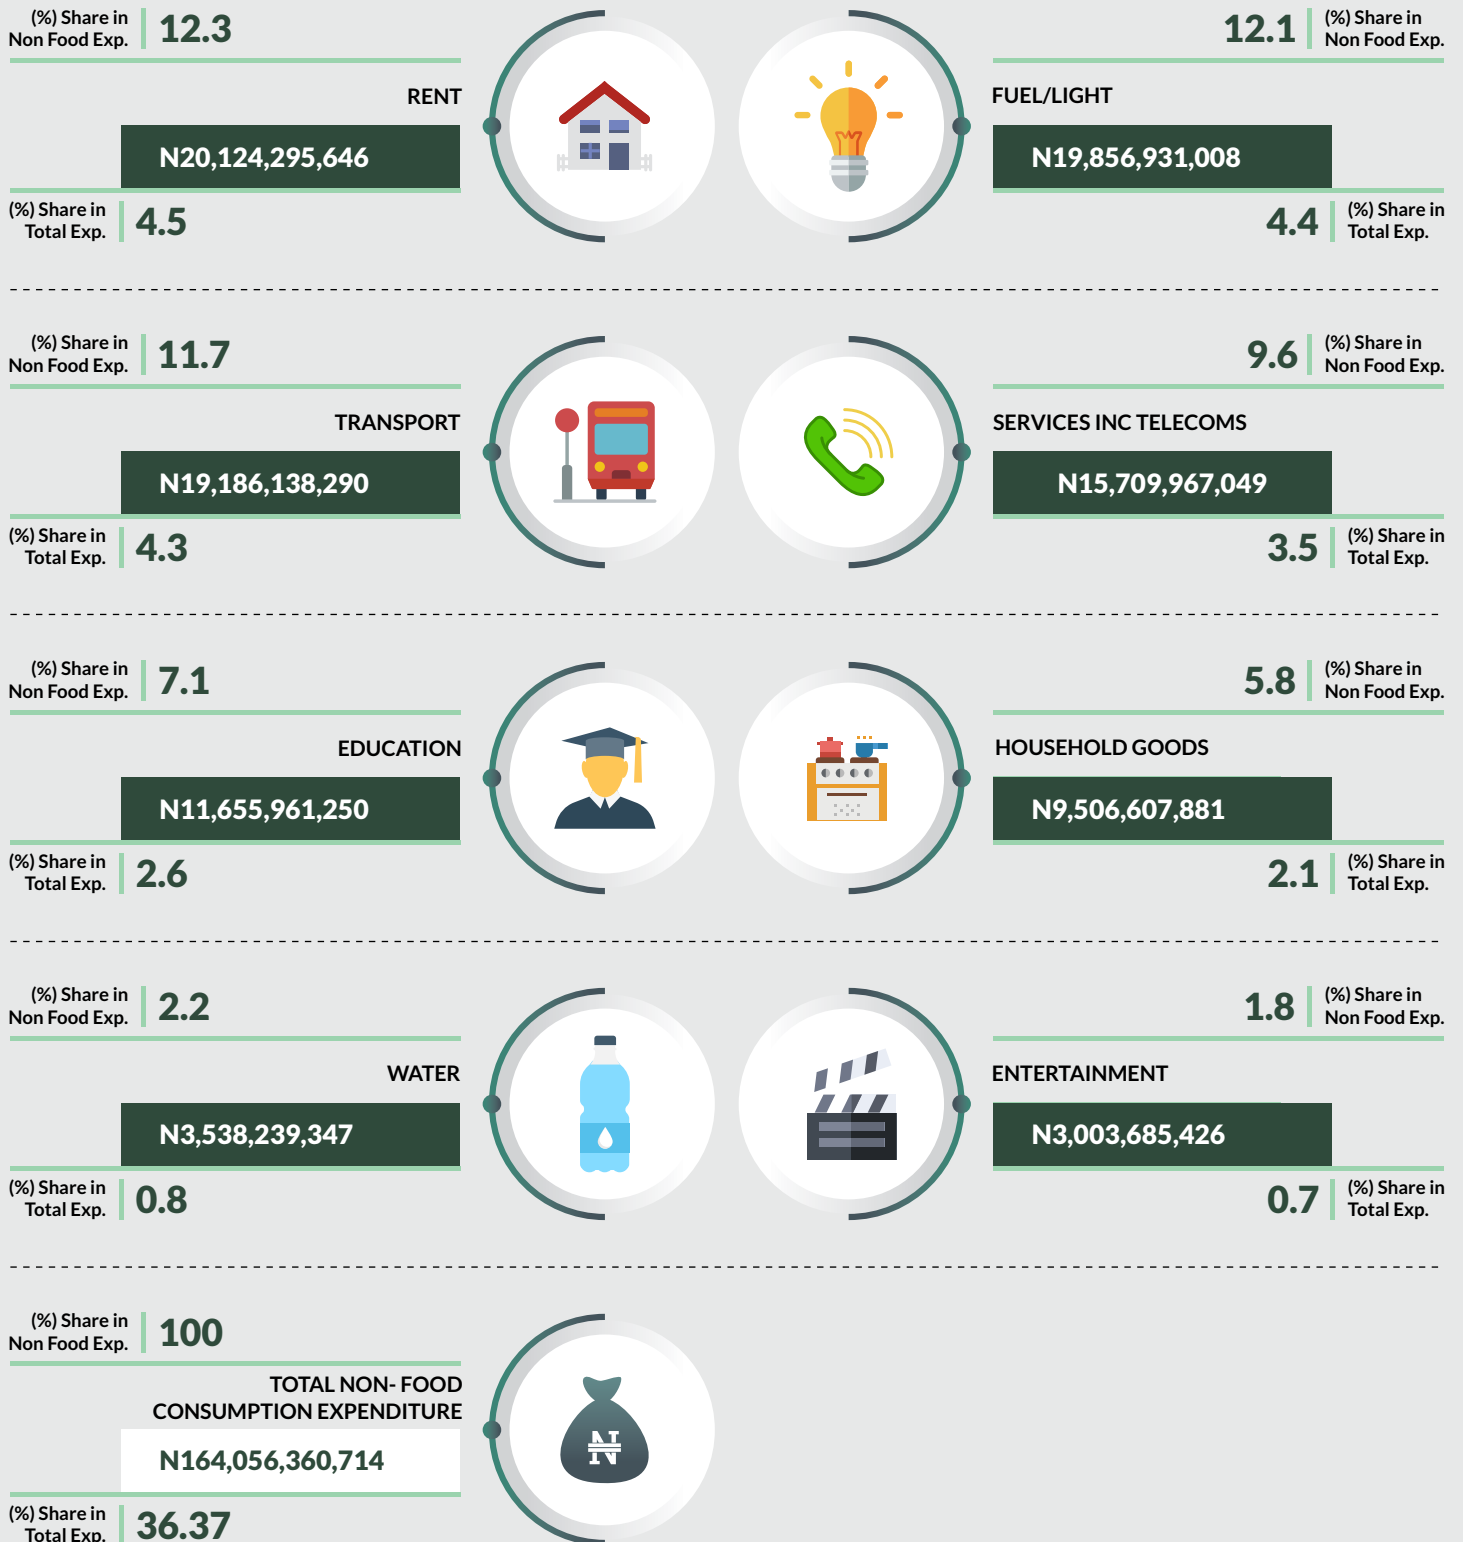 (%) Share in
Non Food Exp.
12.3
RENT
N20,124,295,646
(%) Share in
Total Exp.
4.5
12.1
(%) Share in
Non Food Exp.
FUEL/LIGHT
N19,856,931,008
4.4
(%) Share in
Total Exp.
(%) Share in
Non Food Exp.
11.7
TRANSPORT
N19,186,138,290
(%) Share in
Total Exp.
4.3
9.6
(%) Share in
Non Food Exp.
SERVICES INC TELECOMS
N15,709,967,049
3.5
(%) Share in
Total Exp.
(%) Share in
Non Food Exp.
7.1
EDUCATION
N11,655,961,250
(%) Share in
Total Exp.
2.6
5.8
(%) Share in
Non Food Exp.
HOUSEHOLD GOODS
N9,506,607,881
2.1
(%) Share in
Total Exp.
(%) Share in
Non Food Exp.
2.2
WATER
N3,538,239,347
(%) Share in
Total Exp.
0.8
1.8
(%) Share in
Non Food Exp.
ENTERTAINMENT
N3,003,685,426
0.7
(%) Share in
Total Exp.
(%) Share in
Non Food Exp.
100
TOTAL NON- FOOD
CONSUMPTION EXPENDITURE
N164,056,360,714
₦
(%) Share in
Total Exp.
36.37